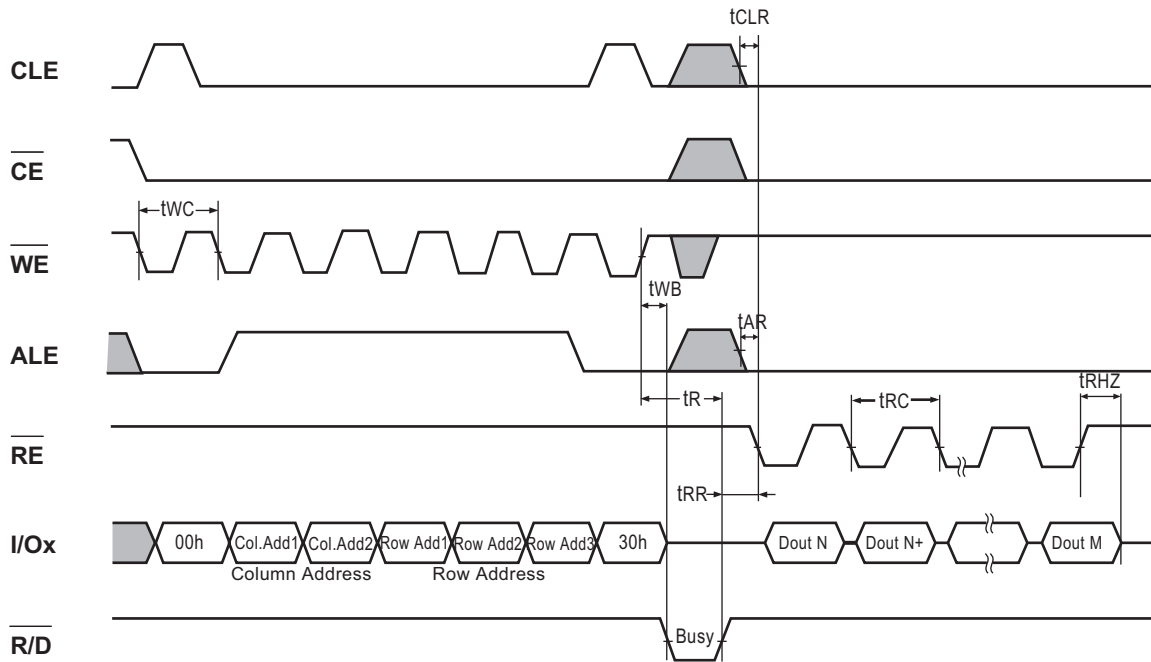 tCLR
CLE
CE
tWC
WE
tWB
tAR
ALE
tR
tRC
tRHZ
RE
tRR
I/Ox
00h
Col.Add1
Col.Add2
Row Add1
Row Add2
Row Add3
30h
Dout N
Dout N+
Dout M
Column Address
Row Address
R/D
Busy